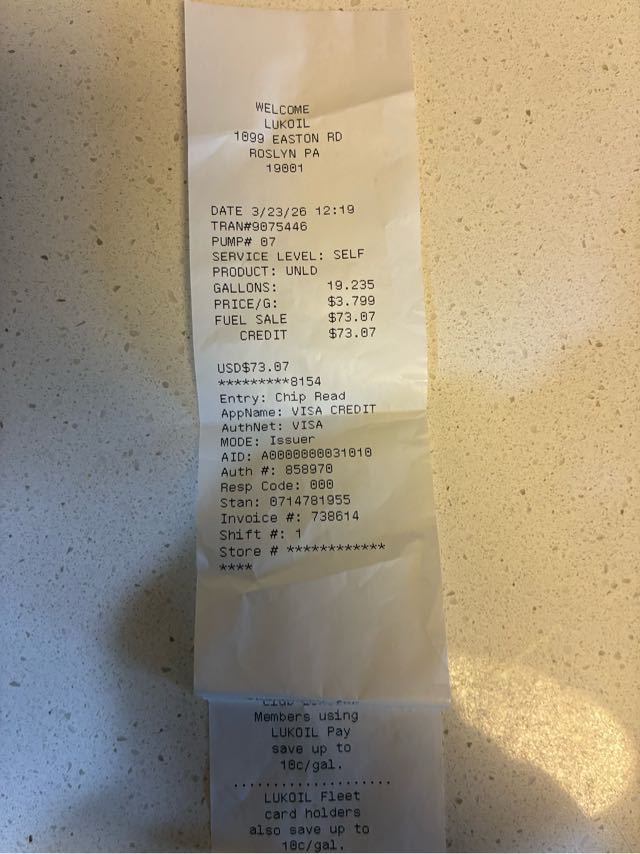 WELCOME
LUKOIL
1099 EASTON RD
ROSLYN PA
19001
DATE 3/23/26 12:19
TRAN#9075446
PUMP# 07
SERVICE LEVEL: SELF
PRODUCT: UNLD
GALLONS: 19.235
PRICE/G: $3.799
FUEL SALE $73.07
CREDIT $73.07
USD$73.07
*********8154
Entry: Chip Read
AppName: VISA CREDIT
AuthNet: VISA
MODE: Issuer
AID: A0000000031010
Auth #: 858970
Resp Code: 000
Stan: 0714781955
Invoice #: 738614
Shift #: 1
Store # ************
****
Members using
LUKOIL Pay
save up to
10c/gal.
....................
LUKOIL Fleet
card holders
also save up to
10c/gal.